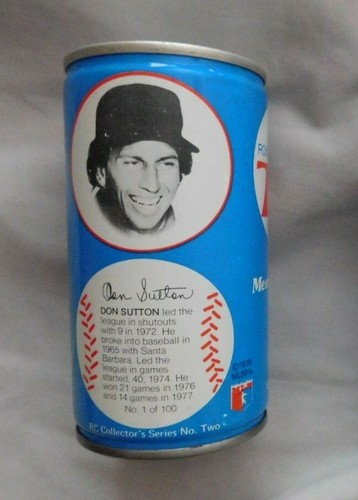 Don Sutton
DON SUTTON led the
league in shutouts
with 9 in 1972. He
broke into baseball in
1965 with Santa
Barbara. Led the
league in games
started, 40, 1974. He
won 21 games in 1976
and 14 games in 1977.
No. 1 of 100
RC Collector's Series No. Two